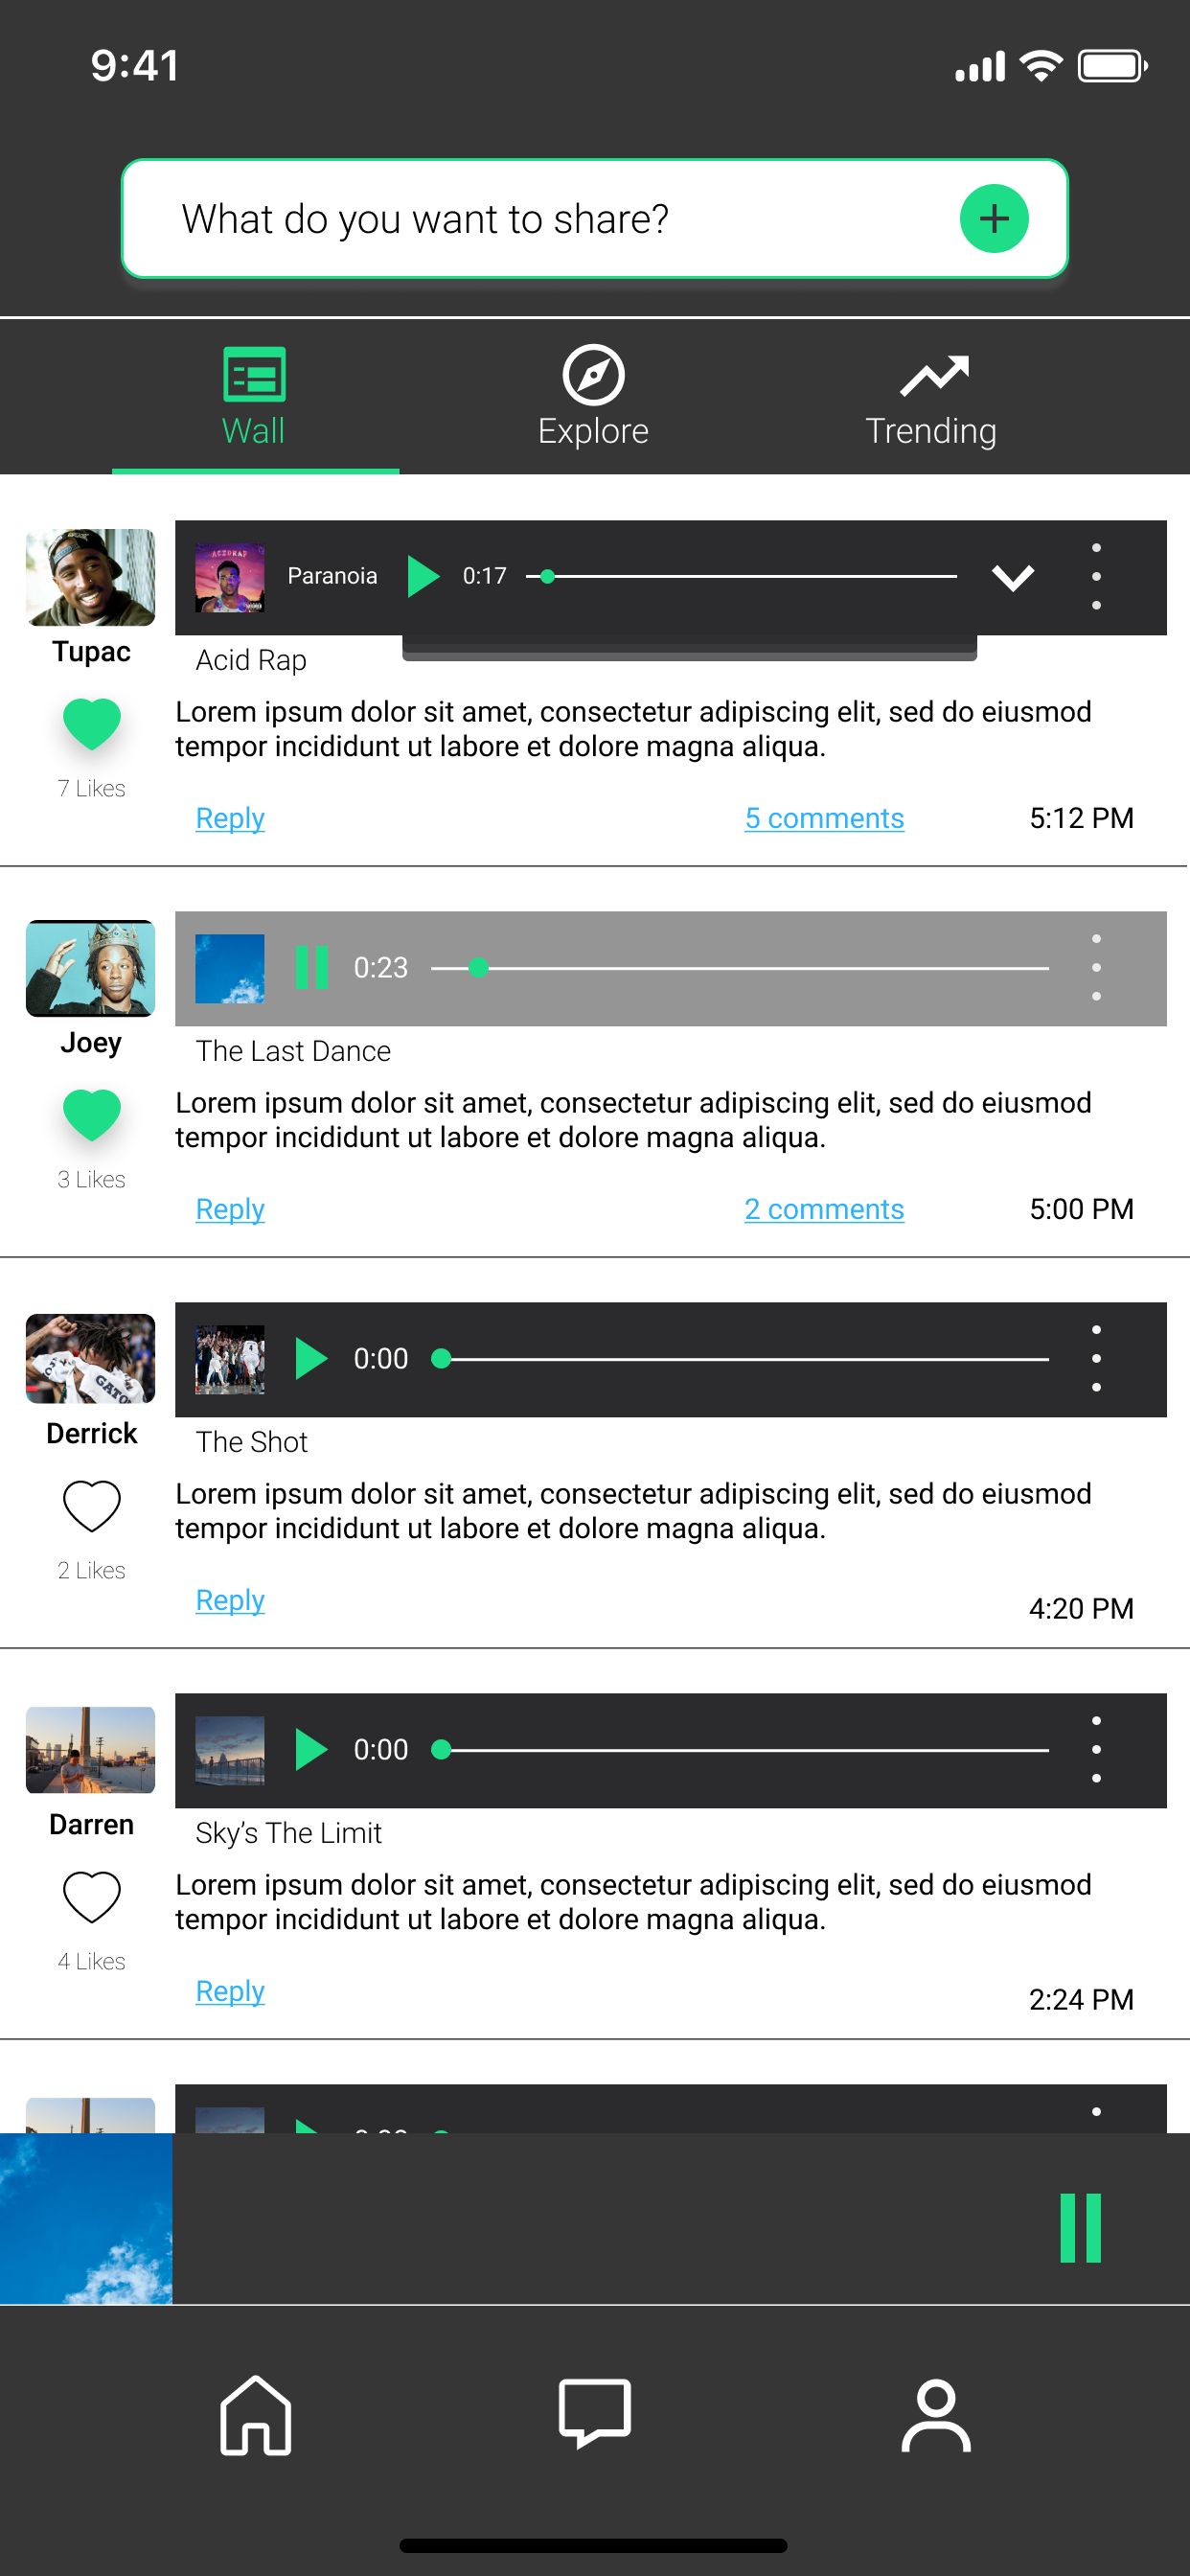 9:41
What do you want to share?
Wall
Explore
Trending
ACID RAP
Paranoia
0:17
Tupac
Acid Rap
Lorem ipsum dolor sit amet, consectetur adipiscing elit, sed do eiusmod
tempor incididunt ut labore et dolore magna aliqua.
7 Likes
Reply
5 comments
5:12 PM
0:23
Joey
The Last Dance
Lorem ipsum dolor sit amet, consectetur adipiscing elit, sed do eiusmod
tempor incididunt ut labore et dolore magna aliqua.
3 Likes
Reply
2 comments
5:00 PM
0:00
Derrick
The Shot
Lorem ipsum dolor sit amet, consectetur adipiscing elit, sed do eiusmod
tempor incididunt ut labore et dolore magna aliqua.
2 Likes
Reply
4:20 PM
0:00
Darren
Sky’s The Limit
Lorem ipsum dolor sit amet, consectetur adipiscing elit, sed do eiusmod
tempor incididunt ut labore et dolore magna aliqua.
4 Likes
Reply
2:24 PM